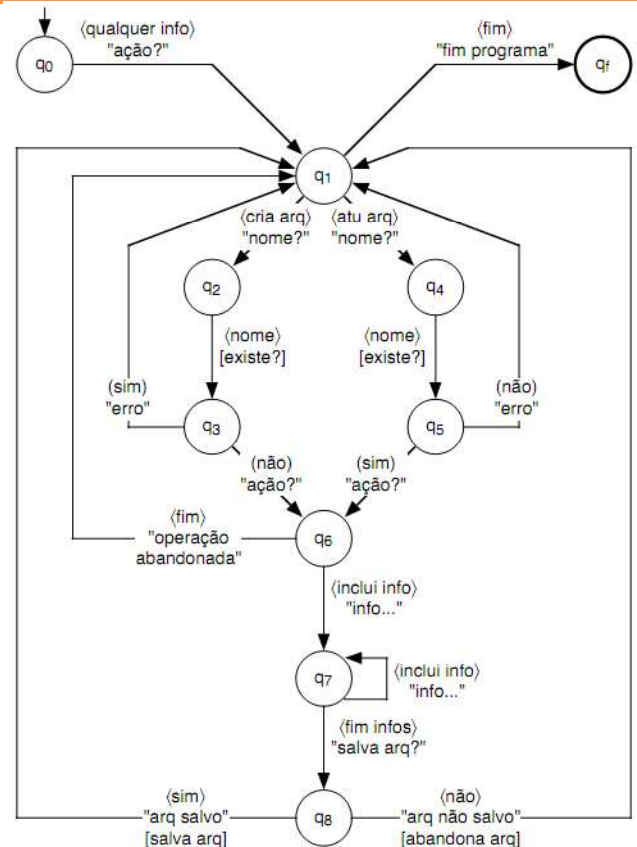 ⟨qualquer info⟩
"ação?"
⟨fim⟩
"fim programa"
q0
qf
q1
⟨cria arq⟩
"nome?"
⟨atu arq⟩
"nome?"
q2
q4
⟨nome⟩
[existe?]
⟨nome⟩
[existe?]
(sim)
"erro"
(não)
"erro"
q3
q5
(não)
"ação?"
(sim)
"ação?"
⟨fim⟩
"operação
abandonada"
q6
⟨inclui info⟩
"info..."
q7
⟨inclui info⟩
"info..."
⟨fim infos⟩
"salva arq?"
⟨sim⟩
"arq salvo"
[salva arq]
q8
⟨não⟩
"arq não salvo"
[abandona arq]